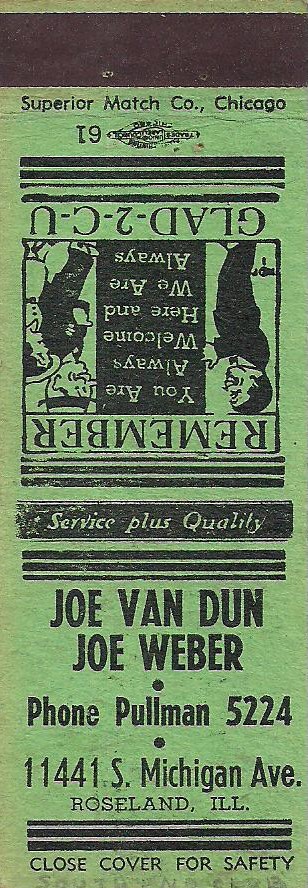 Superior Match Co., Chicago
61
REMEMBER
You Are
Always
Welcome
Here and
We Are
Always
GLAD-2-C-U
Service plus Quality
JOE VAN DUN
JOE WEBER
Phone Pullman 5224
11441 S. Michigan Ave.
ROSELAND, ILL.
CLOSE COVER FOR SAFETY